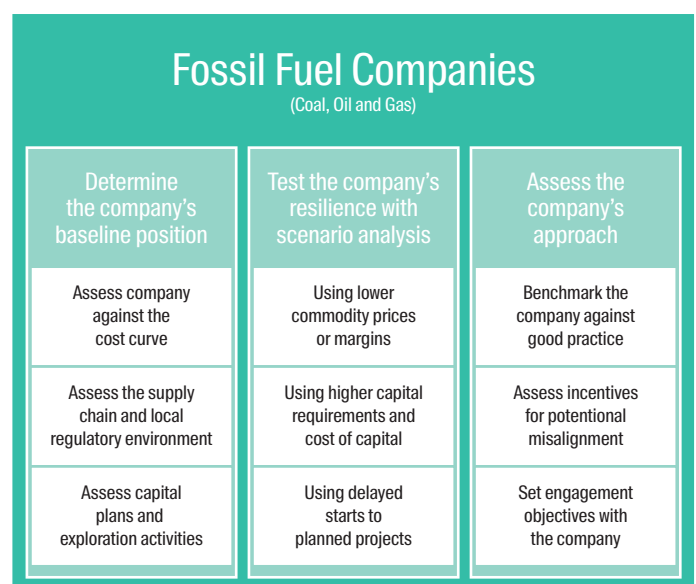 Fossil Fuel Companies
(Coal, Oil and Gas)
Determine
the company’s
baseline position
Assess company
against the
cost curve
Assess the supply
chain and local
regulatory environment
Assess capital
plans and
exploration activities
Test the company’s
resilience with
scenario analysis
Using lower
commodity prices
or margins
Using higher capital
requirements and
cost of capital
Using delayed
starts to
planned projects
Assess the
company’s
approach
Benchmark the
company against
good practice
Assess incentives
for potentional
misalignment
Set engagement
objectives with
the company